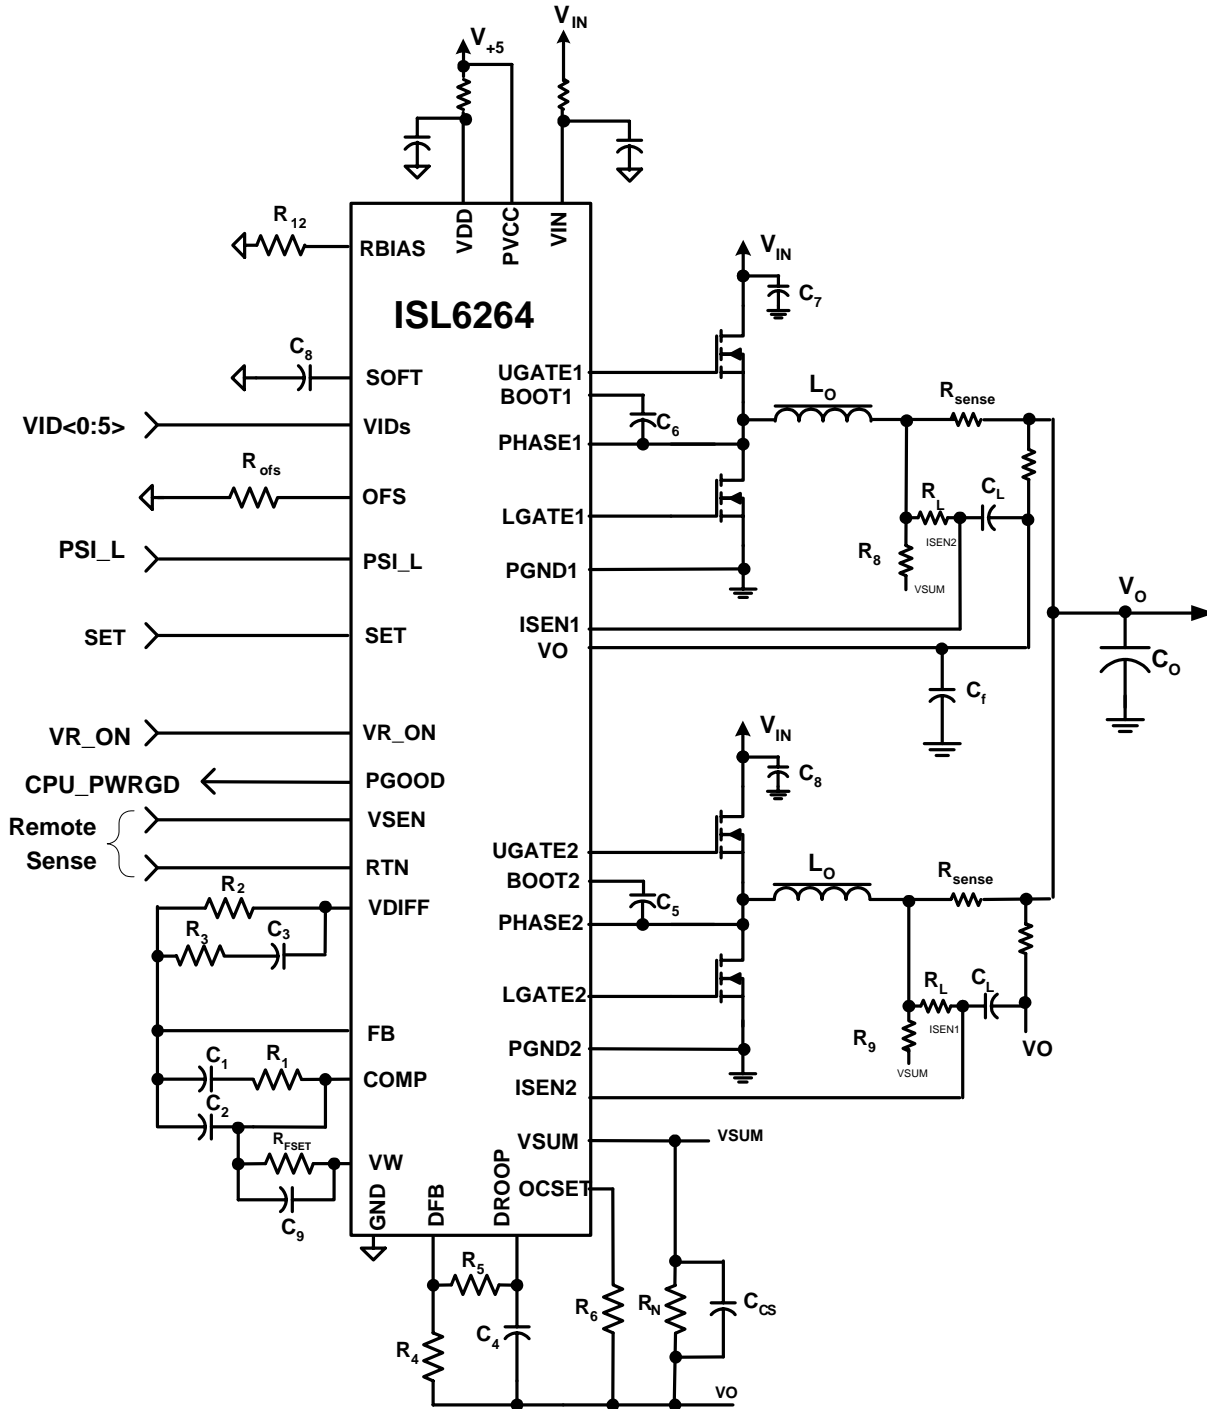 V+5
VIN
R12
RBIAS
VDD
PVCC
VIN
ISL6264
VIN
C7
C8
SOFT
UGATE1
BOOT1
C6
PHASE1
LO
Rsense
VID<0:5>
VIDs
Rofs
OFS
LGATE1
RL
CL
ISEN2
R8
VSUM
PSI_L
PSI_L
PGND1
SET
SET
ISEN1
VO
VO
CO
Cf
VR_ON
VR_ON
VIN
CPU_PWRGD
PGOOD
C8
Remote
Sense
VSEN
RTN
UGATE2
BOOT2
C5
PHASE2
LO
Rsense
R2
VDIFF
R3
C3
LGATE2
RL
CL
ISEN1
R9
VSUM
VO
FB
PGND2
C1
R1
COMP
ISEN2
C2
RFSET
VW
C9
VSUM
VSUM
OCSET
GND
DFB
DROOP
R5
R4
C4
R6
RN
CCS
VO